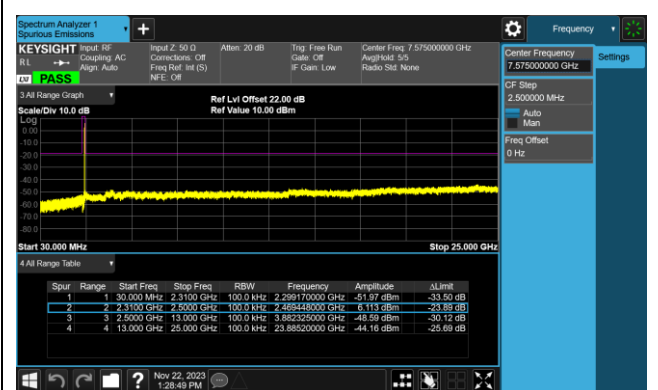 Spectrum Analyzer 1
Spurious Emissions
Frequency
KEYSIGHT Input: RF Input Z: 50 Ω Atten: 20 dB Trig: Free Run Center Freq: 7.575000000 GHz
RL Coupling: AC Corrections: Off Gate: Off Avg|Hold: 5/5
Align: Auto Freq Ref: Int (S) IF Gain: Low Radio Std: None
PASS NFE: Off
Center Frequency
7.575000000 GHz
Settings
CF Step
2.500000 MHz
Auto
Man
Freq Offset
0 Hz
3 All Range Graph
Ref Lvl Offset 22.00 dB
Scale/Div 10.0 dB Ref Value 10.00 dBm
Log
0.00
-10.0
-20.0
-30.0
-40.0
-50.0
-60.0
-70.0
-80.0
Start 30.000 MHz Stop 25.000 GHz
4 All Range Table
Spur Range Start Freq Stop Freq RBW Frequency Amplitude ΔLimit
1 1 30.000 MHz 2.3100 GHz 100.0 kHz 2.299170000 GHz -51.97 dBm -33.50 dB
2 2 2.3100 GHz 2.5000 GHz 100.0 kHz 2.469448000 GHz 6.113 dBm -23.89 dB
3 3 2.5000 GHz 13.000 GHz 100.0 kHz 3.882325000 GHz -48.59 dBm -30.12 dB
4 4 13.000 GHz 25.000 GHz 100.0 kHz 23.88520000 GHz -44.16 dBm -25.69 dB
Nov 22, 2023
1:28:49 PM